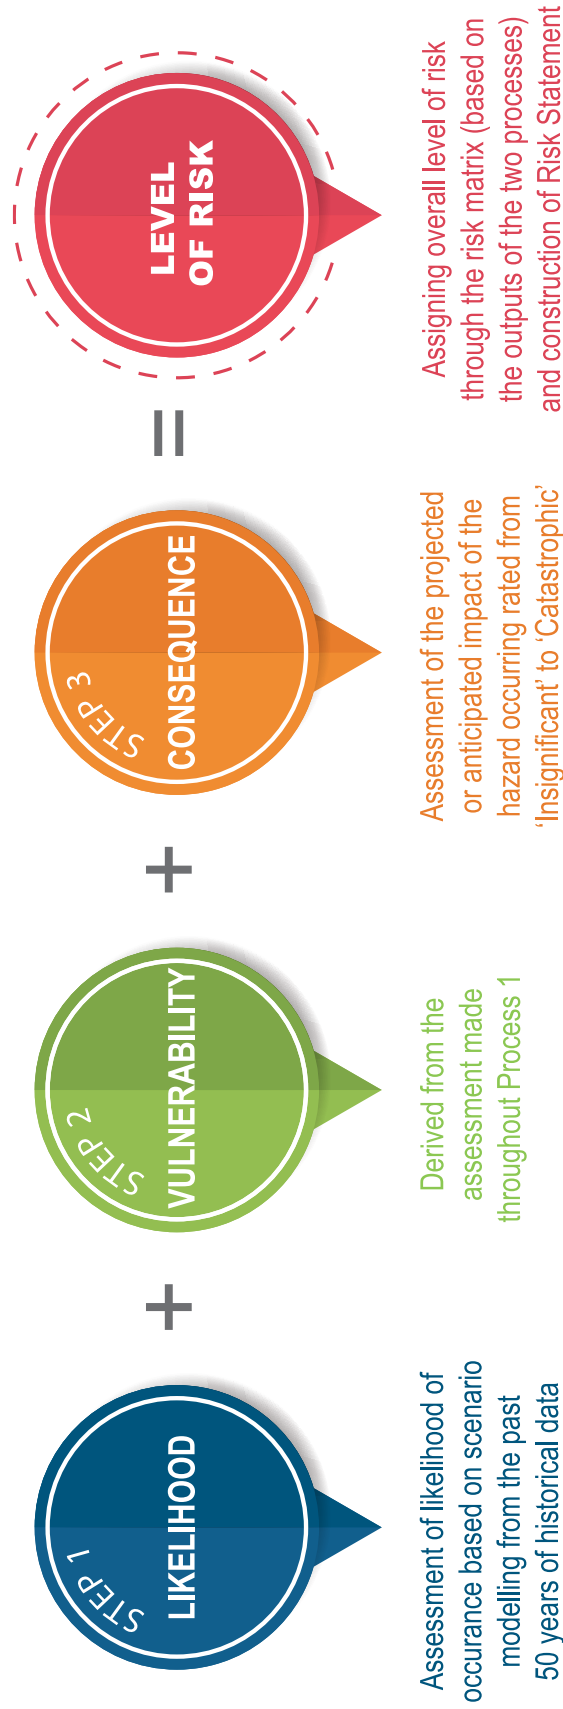 STEP 1
LIKELIHOOD
Assessment of likelihood of
occurance based on scenario
modelling from the past
50 years of historical data
+
STEP 2
VULNERABILITY
Derived from the
assessment made
throughout Process 1
+
STEP 3
CONSEQUENCE
Assessment of the projected
or anticipated impact of the
hazard occurring rated from
‘Insignificant’ to ‘Catastrophic’
=
LEVEL
OF RISK
Assigning overall level of risk
through the risk matrix (based on
the outputs of the two processes)
and construction of Risk Statement